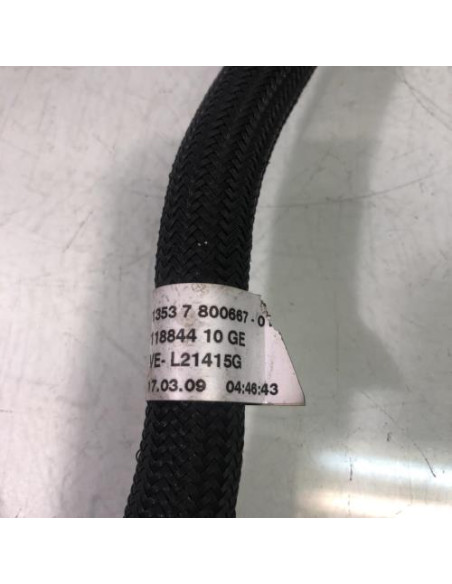 1353 7 800667-0
118844 10 GE
VE- L21415G
17.03.09 04:46:43